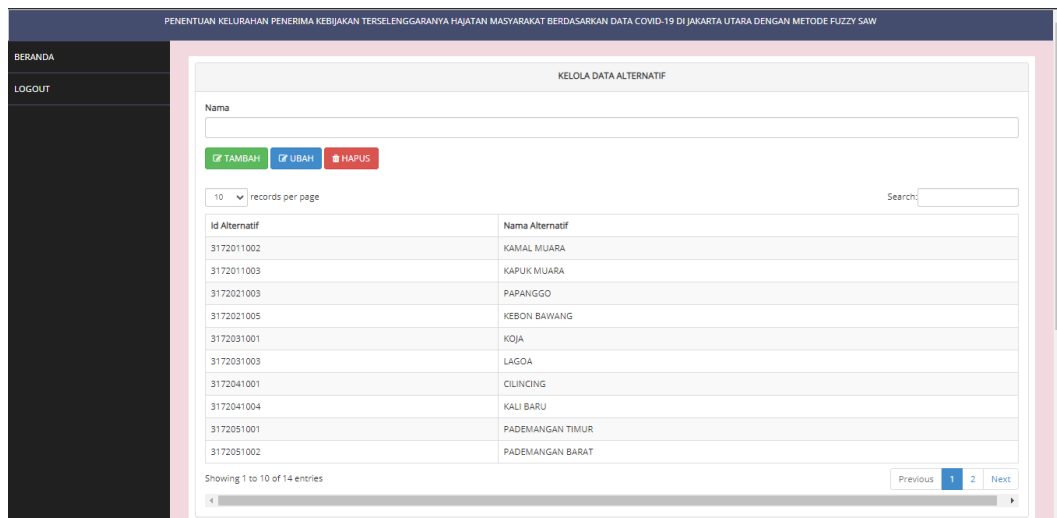 PENENTUAN KELURAHAN PENERIMA KEBIJAKAN TERSELENGGARANYA HAJATAN MASYARAKAT BERDASARKAN DATA COVID-19 DI JAKARTA UTARA DENGAN METODE FUZZY SAW
BERANDA
LOGOUT
KELOLA DATA ALTERNATIF
Nama
TAMBAH UBAH HAPUS
10 records per page Search:
Id Alternatif Nama Alternatif
3172011002 KAMAL MUARA
3172011003 KAPUK MUARA
3172021003 PAPANGGO
3172021005 KEBON BAWANG
3172031001 KOJA
3172031003 LAGOA
3172041001 CILINCING
3172041004 KALI BARU
3172051001 PADEMANGAN TIMUR
3172051002 PADEMANGAN BARAT
Showing 1 to 10 of 14 entries Previous 1 2 Next